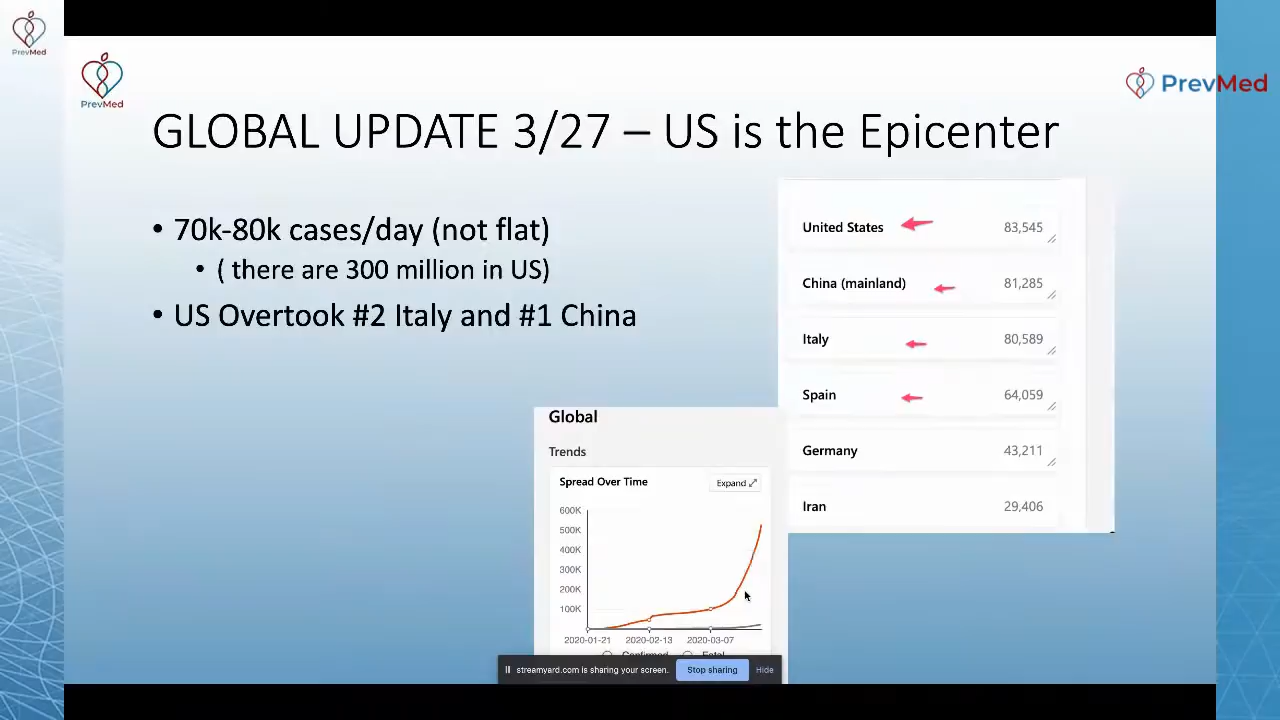 PrevMed
PrevMed
PrevMed
GLOBAL UPDATE 3/27 – US is the Epicenter
• 70k-80k cases/day (not flat)
• ( there are 300 million in US)
• US Overtook #2 Italy and #1 China
United States 83,545
China (mainland) 81,285
Italy 80,589
Spain 64,059
Germany 43,211
Iran 29,406
Global
Trends
Spread Over Time
Expand
600K
500K
400K
300K
200K
100K
2020-01-21 2020-02-13 2020-03-07
Confirmed Fatal
streamyard.com is sharing your screen. Stop sharing Hide